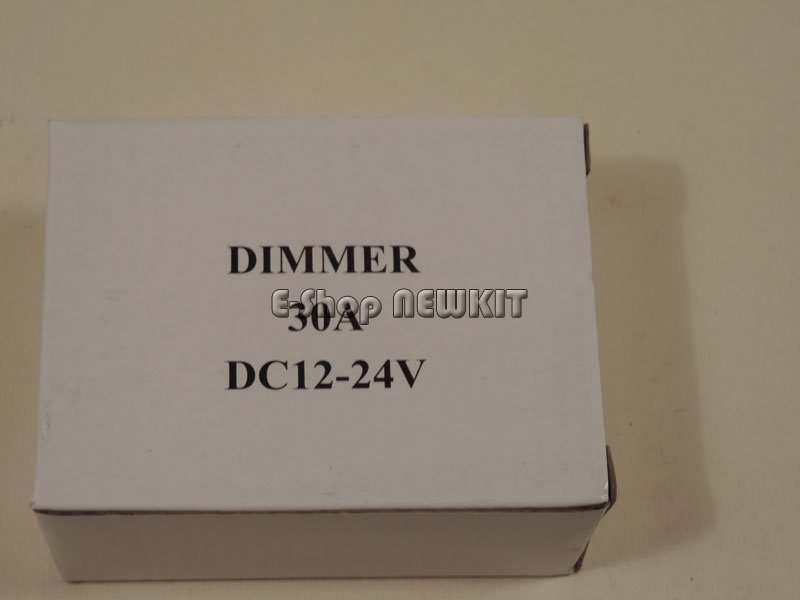 DIMMER
E-Shop NEWKIT
30A
DC12-24V